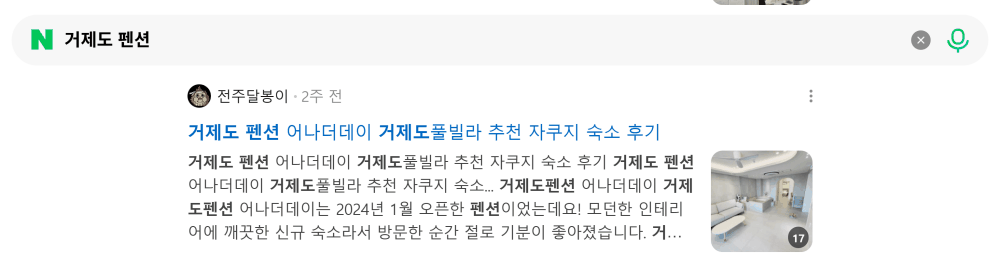 N 거제도 펜션
전주달봉이 · 2주 전
거제도 펜션 어나더데이 거제도풀빌라 추천 자쿠지 숙소 후기
거제도 펜션 어나더데이 거제도풀빌라 추천 자쿠지 숙소 후기 거제도 펜션
어나더데이 거제도풀빌라 추천 자쿠지 숙소... 거제도펜션 어나더데이 거제
도펜션 어나더데이는 2024년 1월 오픈한 펜션이었는데요! 모던한 인테리
어에 깨끗한 신규 숙소라서 방문한 순간 절로 기분이 좋아졌습니다. 거...
17